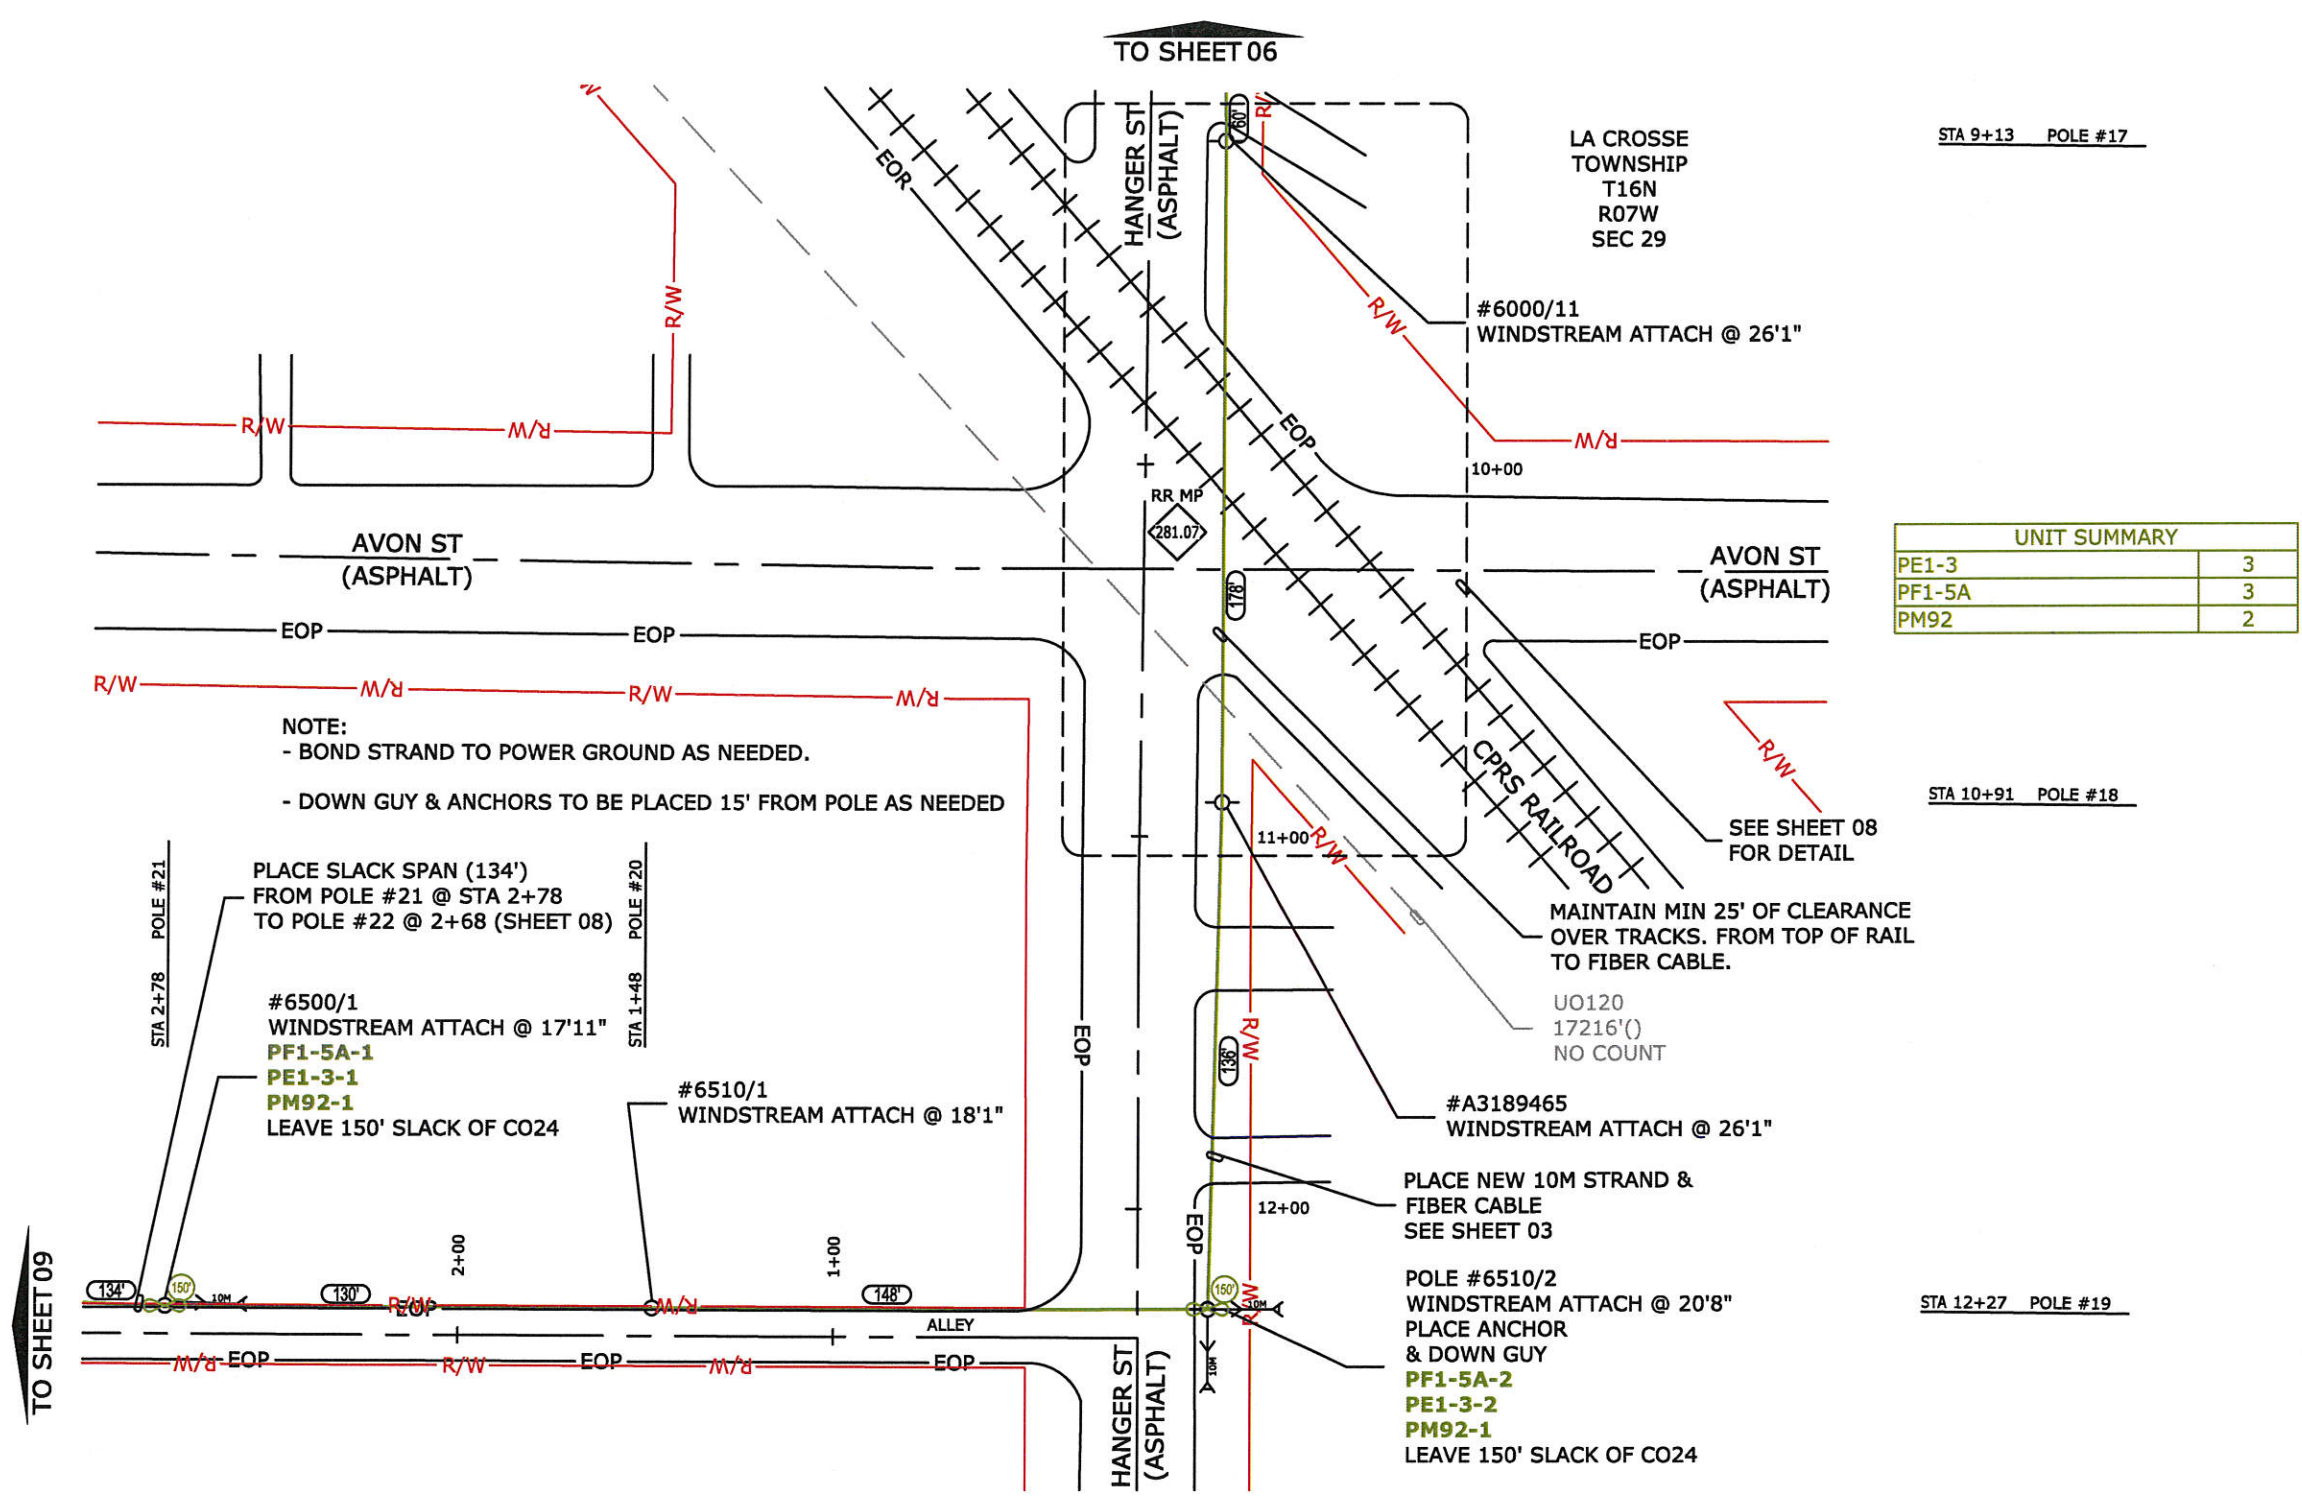 TO SHEET 06
R/W
60'
HANGER ST
(ASPHALT)
EOR
LA CROSSE
TOWNSHIP
T16N
R07W
SEC 29
STA 9+13 POLE #17
R/W
R/W
#6000/11
WINDSTREAM ATTACH @ 26'1"
R/W
R/W
EOP
R/W
10+00
RR MP
281.07
AVON ST
(ASPHALT)
AVON ST
(ASPHALT)
178'
UNIT SUMMARY
PE1-3 3
PF1-5A 3
PM92 2
EOP
EOP
EOP
R/W
R/W
R/W
R/W
NOTE:
- BOND STRAND TO POWER GROUND AS NEEDED.
- DOWN GUY & ANCHORS TO BE PLACED 15' FROM POLE AS NEEDED
CPRS RAILROAD
R/W
STA 10+91 POLE #18
11+00
R/W
SEE SHEET 08
FOR DETAIL
STA 2+78 POLE #21
PLACE SLACK SPAN (134')
FROM POLE #21 @ STA 2+78
TO POLE #22 @ 2+68 (SHEET 08)
STA 1+48 POLE #20
MAINTAIN MIN 25' OF CLEARANCE
OVER TRACKS. FROM TOP OF RAIL
TO FIBER CABLE.
#6500/1
WINDSTREAM ATTACH @ 17'11"
PF1-5A-1
PE1-3-1
PM92-1
LEAVE 150' SLACK OF CO24
UO120
17216'()
NO COUNT
EOP
136'
R/W
#6510/1
WINDSTREAM ATTACH @ 18'1"
#A3189465
WINDSTREAM ATTACH @ 26'1"
PLACE NEW 10M STRAND &
FIBER CABLE
SEE SHEET 03
12+00
EOP
TO SHEET 09
134'
150'
10M
130'
R/W
EOP
2+00
R/W
1+00
148'
150'
10M
R/W
10M
POLE #6510/2
WINDSTREAM ATTACH @ 20'8"
PLACE ANCHOR
& DOWN GUY
PF1-5A-2
PE1-3-2
PM92-1
LEAVE 150' SLACK OF CO24
STA 12+27 POLE #19
ALLEY
R/W
EOP
R/W
EOP
R/W
EOP
HANGER ST
(ASPHALT)